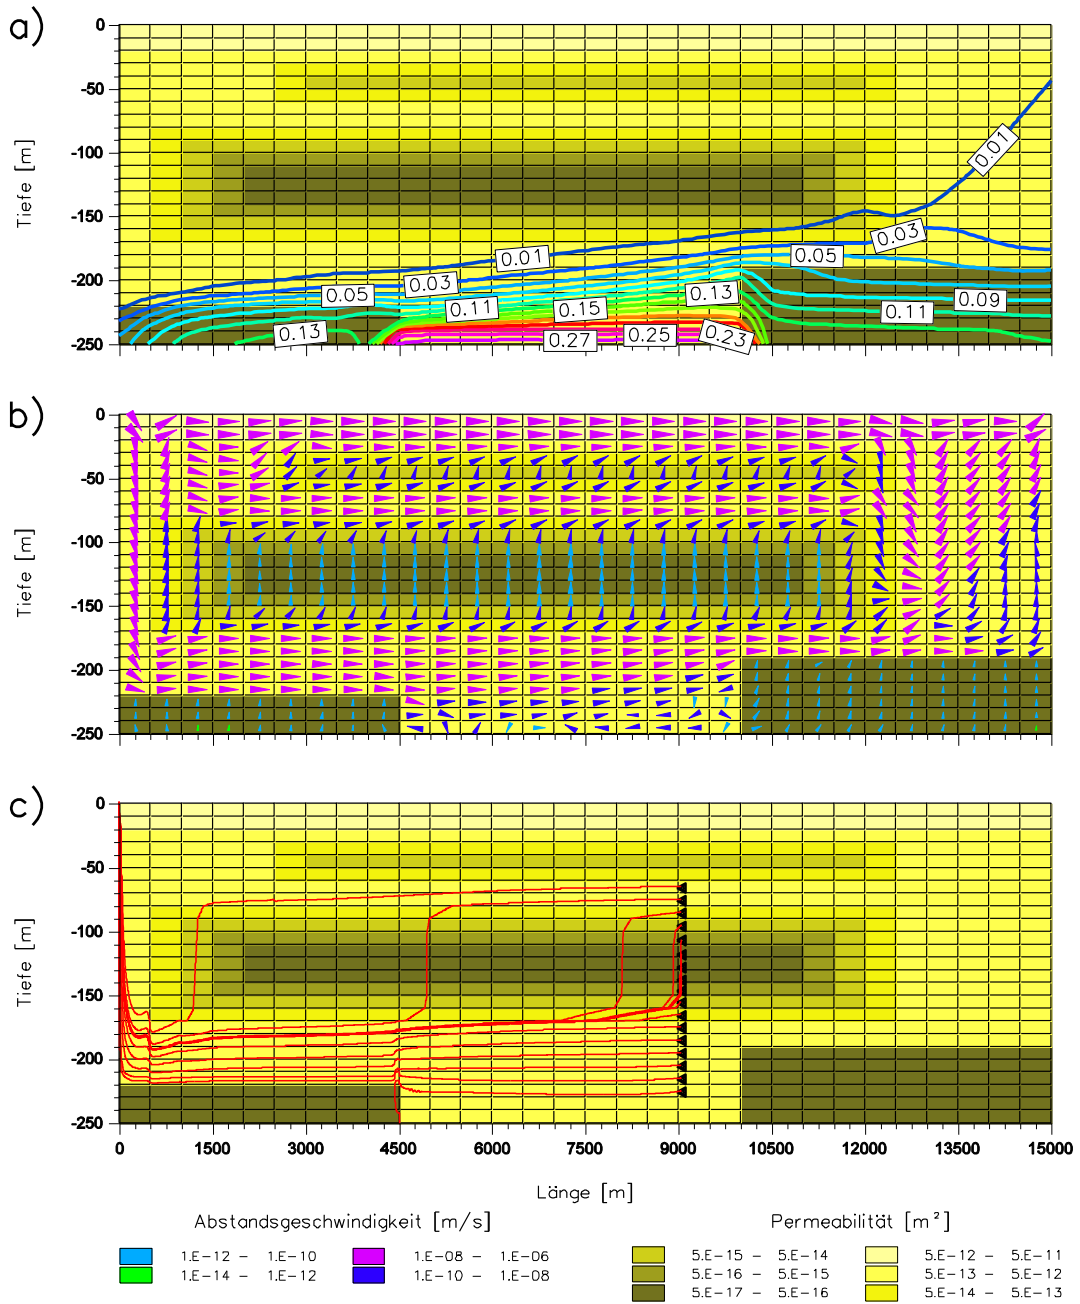 a)
0
-50
-100
-150
-200
-250
Tiefe [m]
0.01
0.03
0.01
0.03
0.05
0.05
0.13
0.09
0.11
0.15
0.11
0.13
0.27
0.25
0.23
b)
0
-50
-100
-150
-200
-250
Tiefe [m]
c)
0
-50
-100
-150
-200
-250
Tiefe [m]
0 1500 3000 4500 6000 7500 9000 10500 12000 13500 15000
Länge [m]
Abstandsgeschwindigkeit [m/s]
1.E-12 - 1.E-10
1.E-14 - 1.E-12
1.E-08 - 1.E-06
1.E-10 - 1.E-08
Permeabilität [m²]
5.E-15 - 5.E-14
5.E-16 - 5.E-15
5.E-17 - 5.E-16
5.E-12 - 5.E-11
5.E-13 - 5.E-12
5.E-14 - 5.E-13